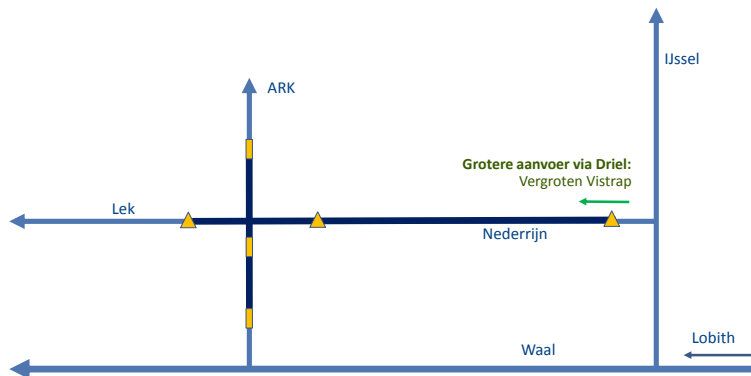 IJssel
ARK
Grotere aanvoer via Driel:
Vergroten Vistrap
Lek
Nederrijn
Lobith
Waal